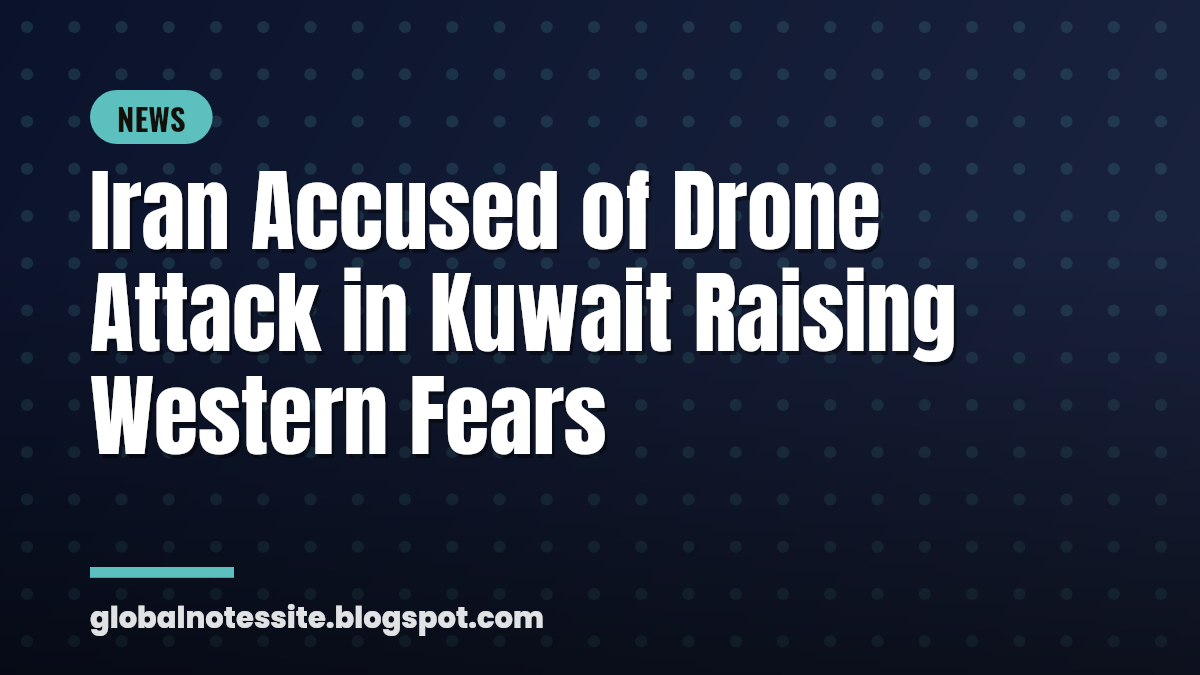 NEWS
Iran Accused of Drone
Attack in Kuwait Raising
Western Fears
globalnotessite.blogspot.com